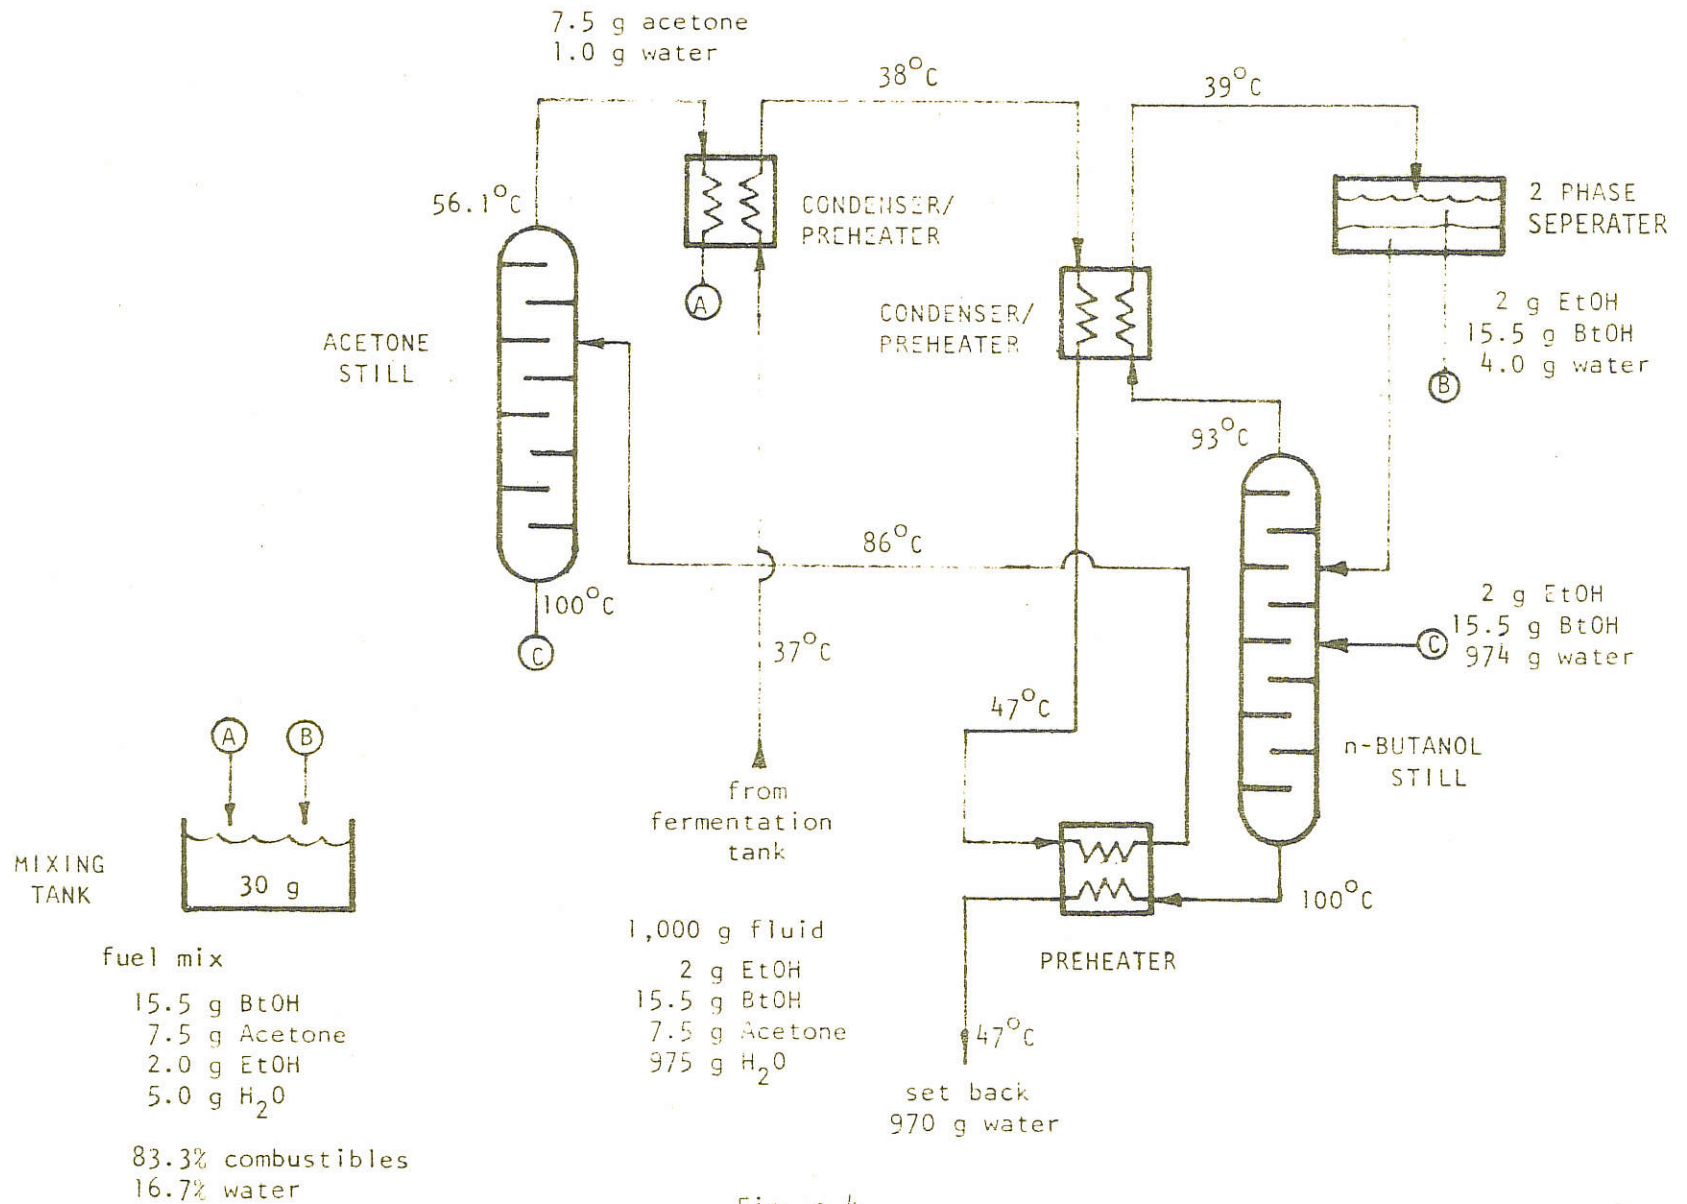 7.5 g acetone
1.0 g water
38°C
39°C
56.1°C
CONDENSER/
PREHEATER
A
2 PHASE
SEPERATER
ACETONE
STILL
CONDENSER/
PREHEATER
2 g EtOH
15.5 g BtOH
4.0 g water
B
93°C
86°C
100°C
C
37°C
2 g EtOH
15.5 g BtOH
974 g water
C
47°C
n-BUTANOL
STILL
A B
from
fermentation
tank
MIXING
TANK
30 g
100°C
PREHEATER
fuel mix
15.5 g BtOH
7.5 g Acetone
2.0 g EtOH
5.0 g H₂O
83.3% combustibles
16.7% water
1,000 g fluid
2 g EtOH
15.5 g BtOH
7.5 g Acetone
975 g H₂O
47°C
set back
970 g water
Figure 4